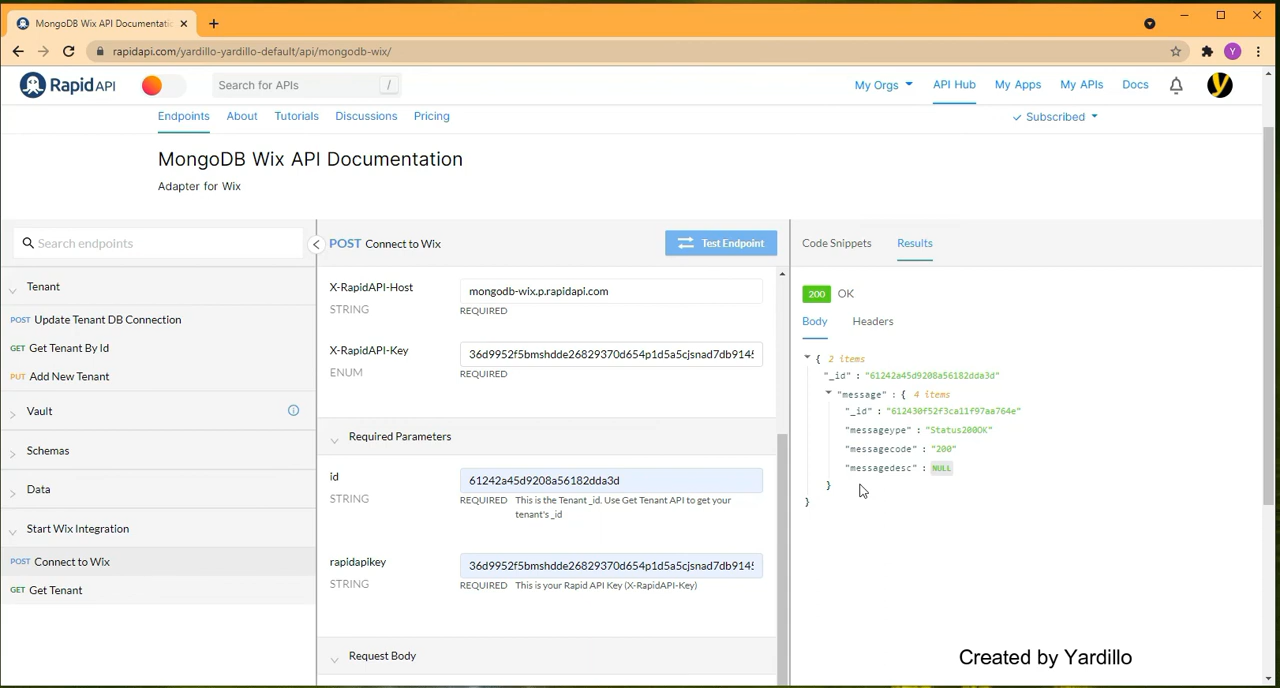 MongoDB Wix API Documentatic
rapidapi.com/yardillo-yardillo-default/api/mongodb-wix/
Y
Rapid API
Search for APIs /
My Orgs
API Hub
My Apps
My APIs
Docs
y
Endpoints
About
Tutorials
Discussions
Pricing
Subscribed
MongoDB Wix API Documentation
Adapter for Wix
Search endpoints
Tenant
POST Update Tenant DB Connection
GET Get Tenant By Id
PUT Add New Tenant
Vault
Schemas
Data
Start Wix Integration
POST Connect to Wix
GET Get Tenant
POST Connect to Wix
Test Endpoint
X-RapidAPI-Host
STRING
mongodb-wix.p.rapidapi.com
REQUIRED
X-RapidAPI-Key
ENUM
36d9952f5bmshdde26829370d654p1d5a5cjsnad7db9145
REQUIRED
Required Parameters
id
STRING
61242a45d9208a56182dda3d
REQUIRED This is the Tenant _id. Use Get Tenant API to get your
tenant's _id
rapidapikey
STRING
36d9952f5bmshdde26829370d654p1d5a5cjsnad7db9145
REQUIRED This is your Rapid API Key (X-RapidAPI-Key)
Request Body
Code Snippets
Results
200 OK
Body
Headers
{ 2 items
"_id" : "61242a45d9208a56182dda3d"
"message" : { 4 items
"_id" : "612430f52f3ca11f97aa764e"
"messageype" : "Status200OK"
"messagecode" : "200"
"messagedesc" : NULL
}
}
Created by Yardillo